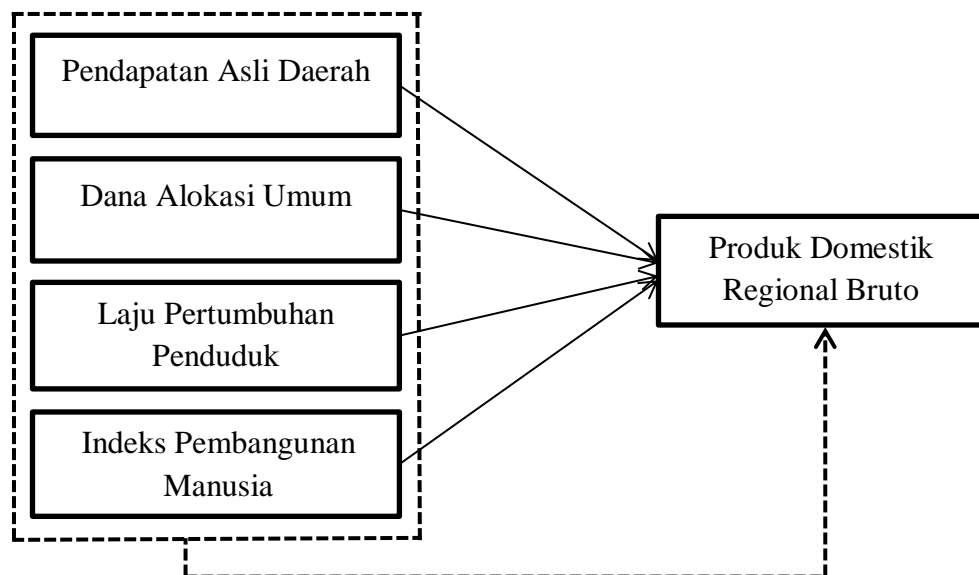 Pendapatan Asli Daerah
Dana Alokasi Umum
Laju Pertumbuhan
Penduduk
Indeks Pembangunan
Manusia
Produk Domestik
Regional Bruto